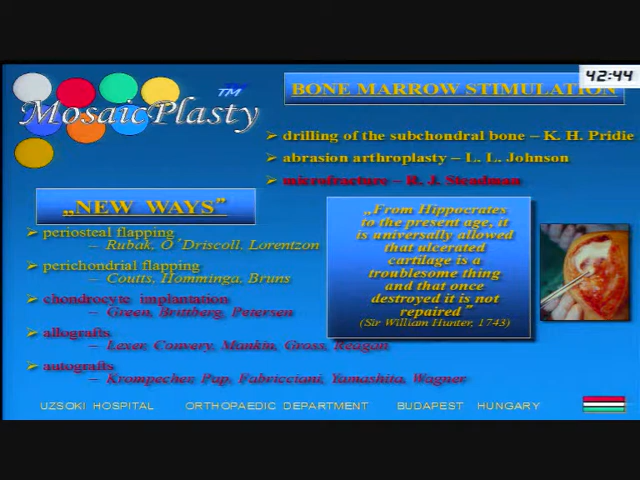 42:44
Mosaic Plasty TM
BONE MARROW STIMULATION
➢ drilling of the subchondral bone – K. H. Pridie
➢ abrasion arthroplasty – L. L. Johnson
➢ microfracture – R. J. Steadman
„NEW WAYS”
➢ periosteal flapping
– Rubak, O´Driscoll, Lorentzon
➢ perichondrial flapping
– Coutts, Homminga, Bruns
➢ chondrocyte implantation
– Green, Brittberg, Petersen
➢ allografts
– Lexer, Convery, Mankin, Gross, Reagon
➢ autografts
– Krompecher, Pap, Fabricciani, Yamashita, Wagner
„From Hippocrates
to the present age, it
is universally allowed
that ulcerated
cartilage is a
troublesome thing
and that once
destroyed it is not
repaired”
(Sir William Hunter, 1743)
UZSOKI HOSPITAL ORTHOPAEDIC DEPARTMENT BUDAPEST HUNGARY